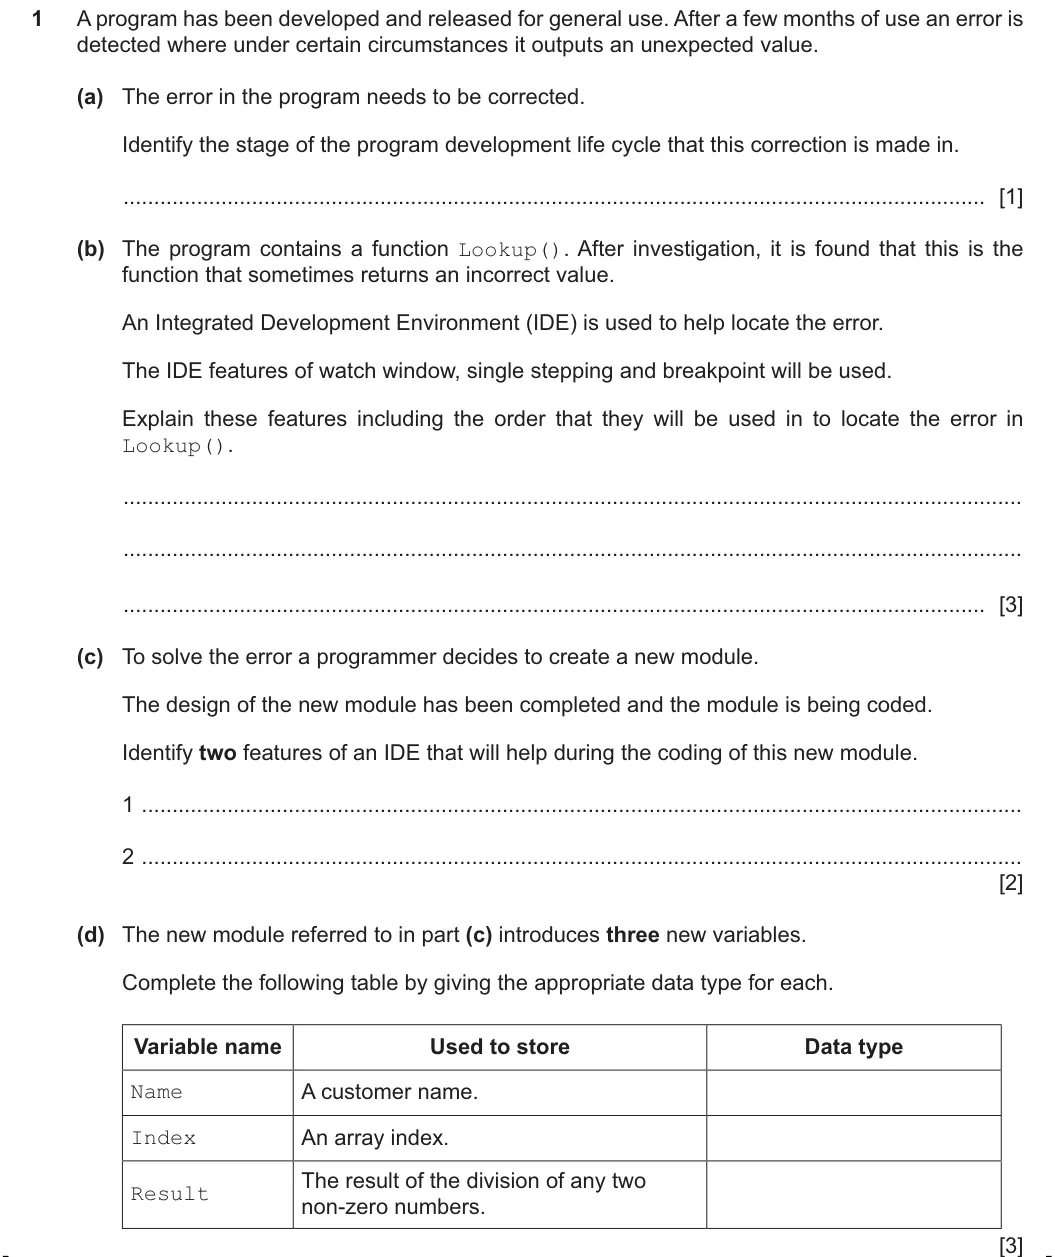 1 A program has been developed and released for general use. After a few months of use an error is
detected where under certain circumstances it outputs an unexpected value.
(a) The error in the program needs to be corrected.
Identify the stage of the program development life cycle that this correction is made in.
[1]
(b) The program contains a function Lookup(). After investigation, it is found that this is the
function that sometimes returns an incorrect value.
An Integrated Development Environment (IDE) is used to help locate the error.
The IDE features of watch window, single stepping and breakpoint will be used.
Explain these features including the order that they will be used in to locate the error in
Lookup().
[3]
(c) To solve the error a programmer decides to create a new module.
The design of the new module has been completed and the module is being coded.
Identify two features of an IDE that will help during the coding of this new module.
1
2
[2]
(d) The new module referred to in part (c) introduces three new variables.
Complete the following table by giving the appropriate data type for each.
Variable name Used to store Data type
Name A customer name.
Index An array index.
Result The result of the division of any two
non-zero numbers.
[3]